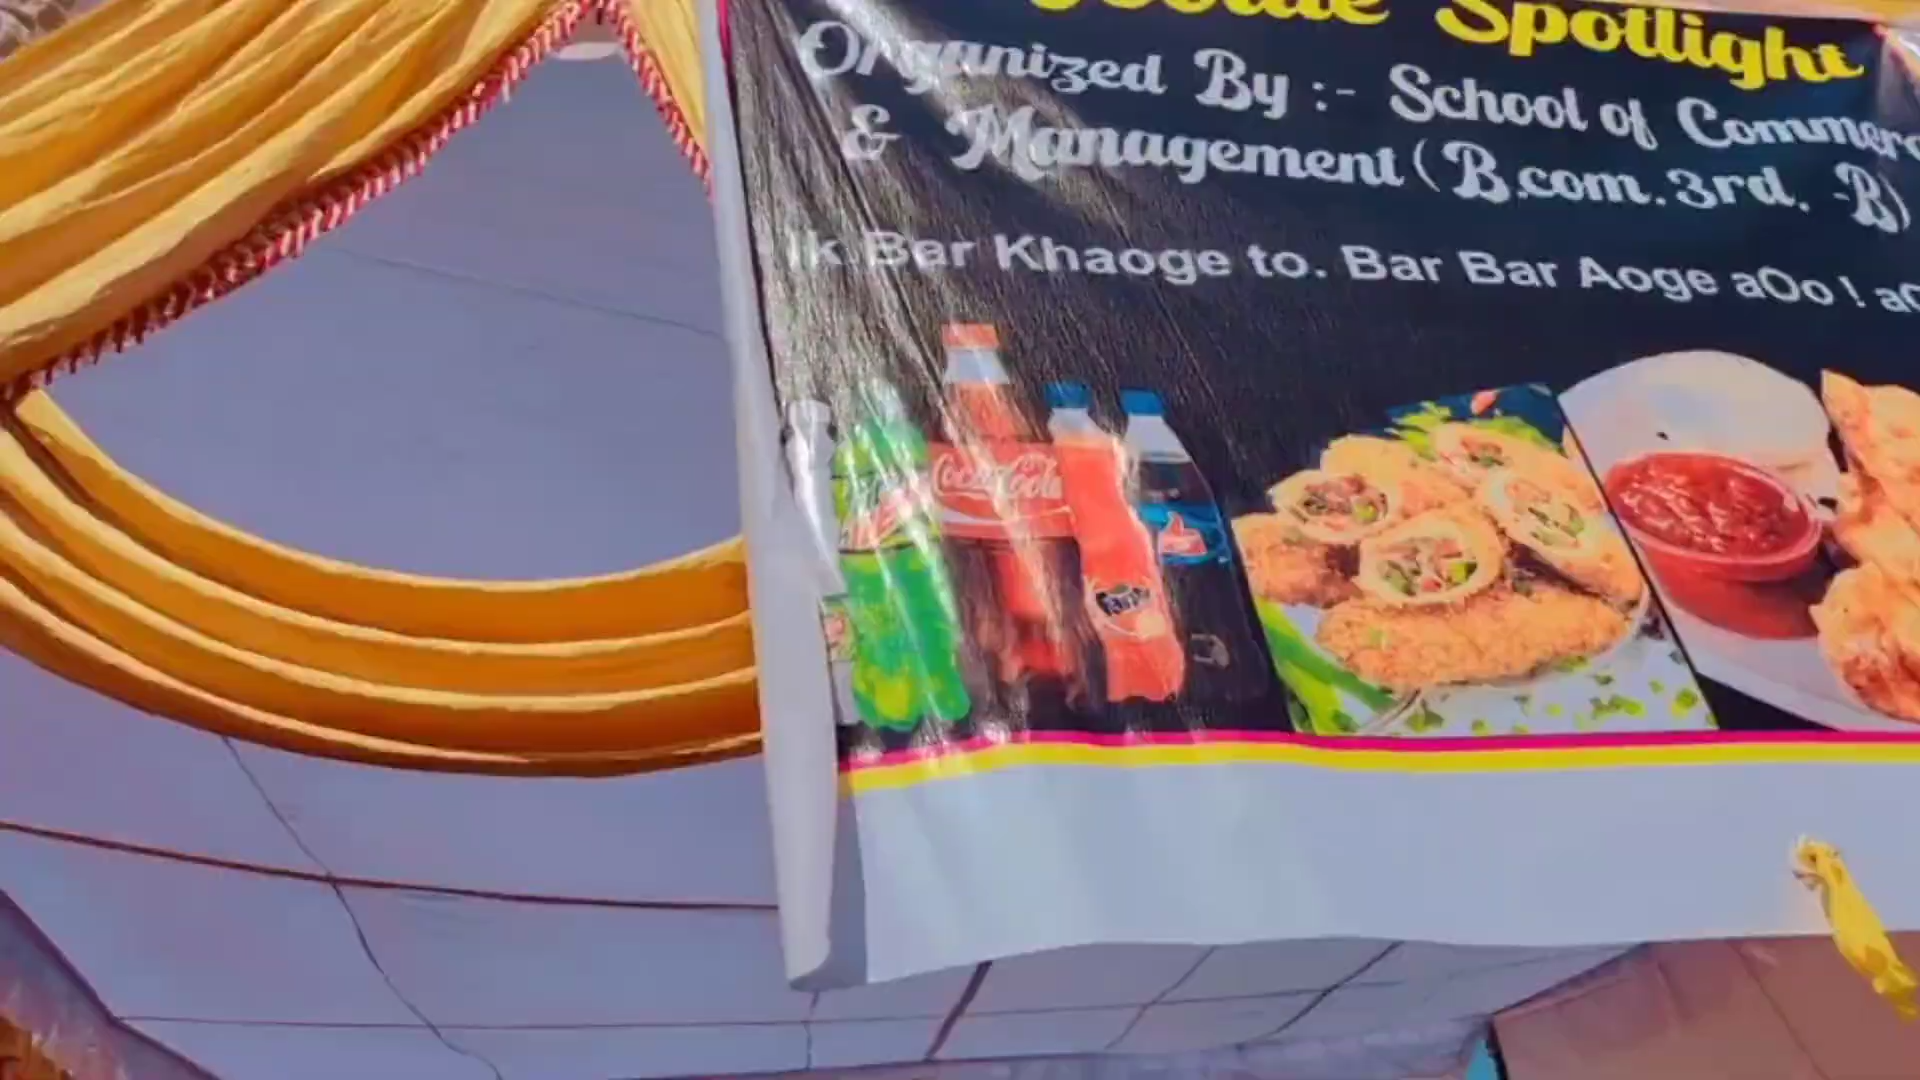 Spotlight
Organized By :- School of Commerc
& Management (B.com. 3rd. -B)
Ik Bar Khaoge to. Bar Bar Aoge aOo ! aO
Coca-Cola
Fanta